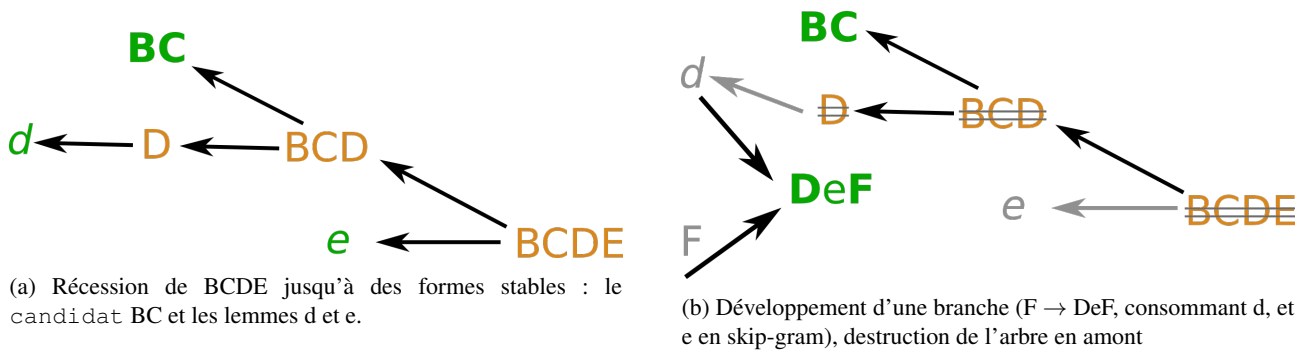 BC
d
D
BCD
e
BCDE
(a) Récession de BCDE jusqu'à des formes stables : le
candidat BC et les lemmes d et e.
BC
d
D
BCD
DeF
e
BCDE
F
(b) Développement d'une branche (F → DeF, consommant d, et
e en skip-gram), destruction de l'arbre en amont